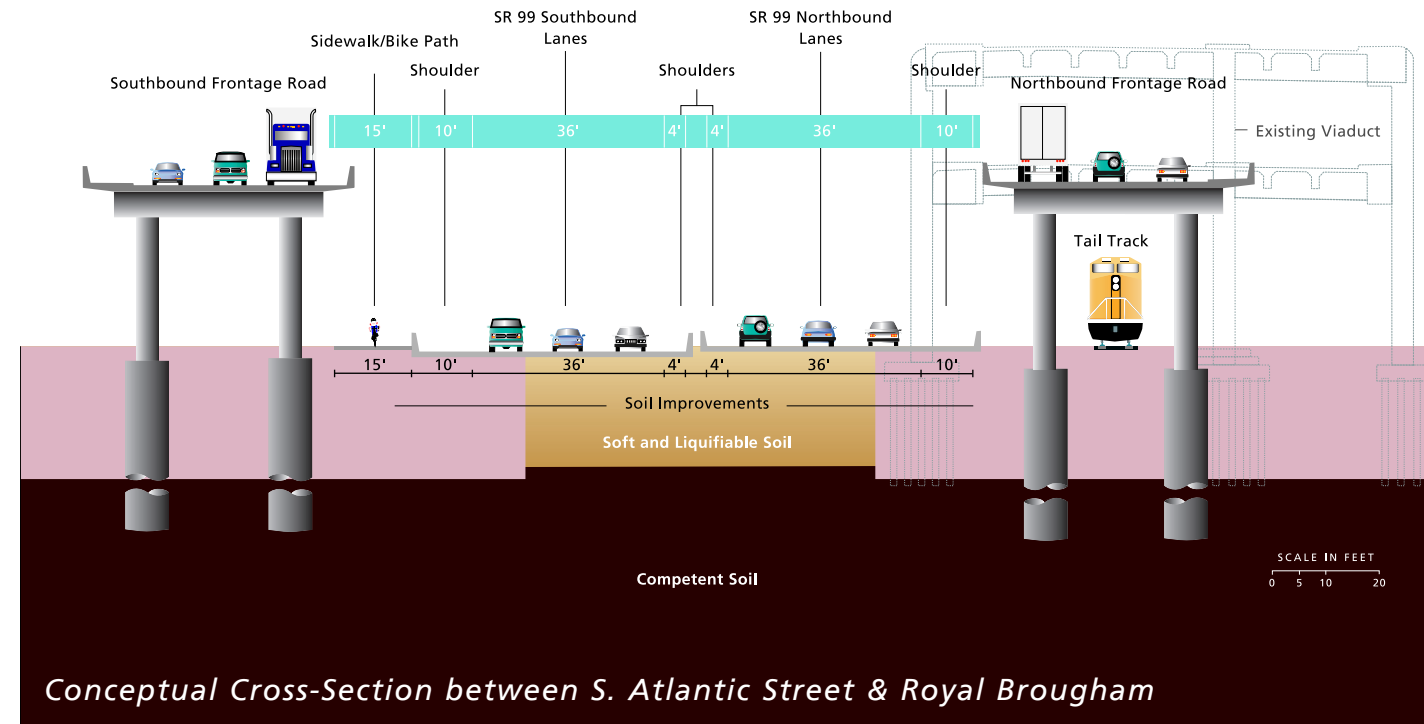 SR 99 Southbound
Lanes
SR 99 Northbound
Lanes
Sidewalk/Bike Path
Shoulder
Shoulders
Shoulder
Southbound Frontage Road
Northbound Frontage Road
15' 10' 36' 4' 4' 36' 10'
Existing Viaduct
Tail Track
15' 10' 36' 4' 4' 36' 10'
Soil Improvements
Soft and Liquifiable Soil
Competent Soil
SCALE IN FEET
0 5 10 20
Conceptual Cross-Section between S. Atlantic Street & Royal Brougham